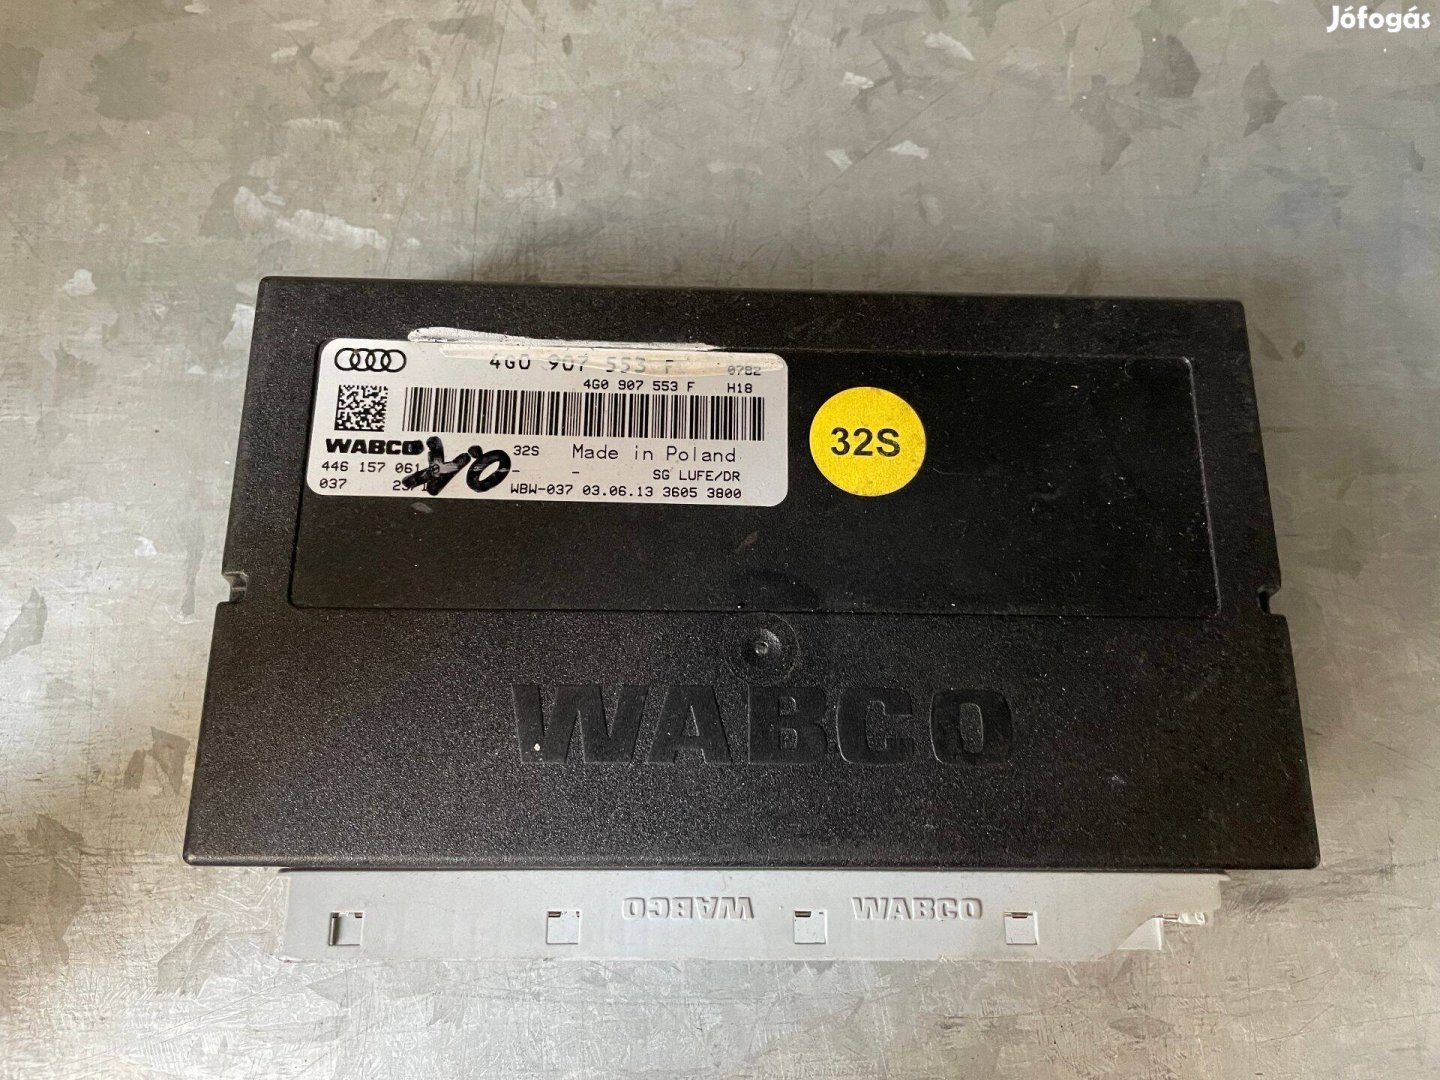 Jófogás
4G0 907 553 F 0782
4G0 907 553 F H18
WABCO 32S Made in Poland
446 157 061 - - SG LUFE/DR
037 WBW-037 03.06.13 3605 3800
32S
WABCO
WABCO WABCO